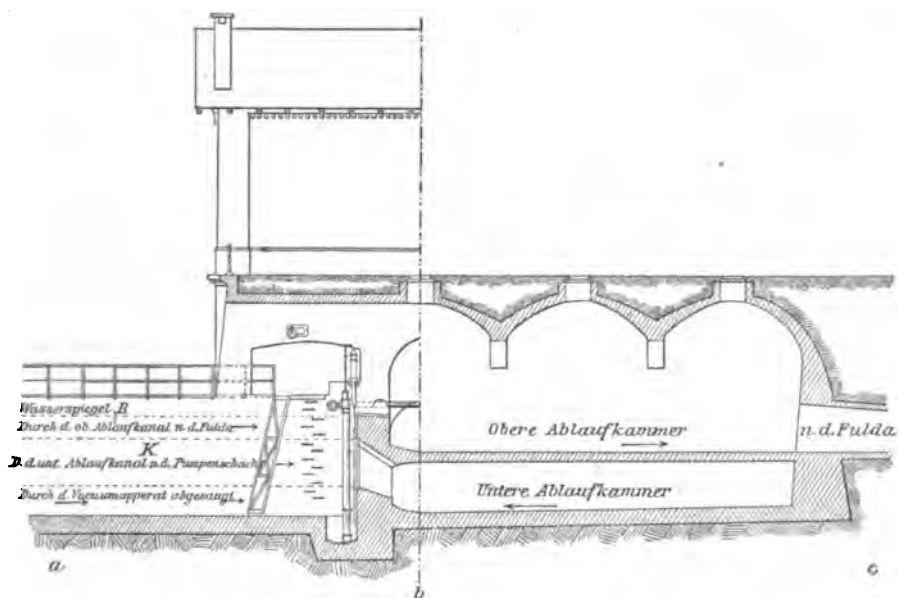 Wasserspiegel R
Durch d. ob. Ablaufkanal n. d. Fulda
K
D. d. unt. Ablaufkanal n. d. Pumpenschacht
Durch d. Vacuumapparat abgesaugt
Obere Ablaufkammer
n. d. Fulda
Untere Ablaufkammer
a
b
c